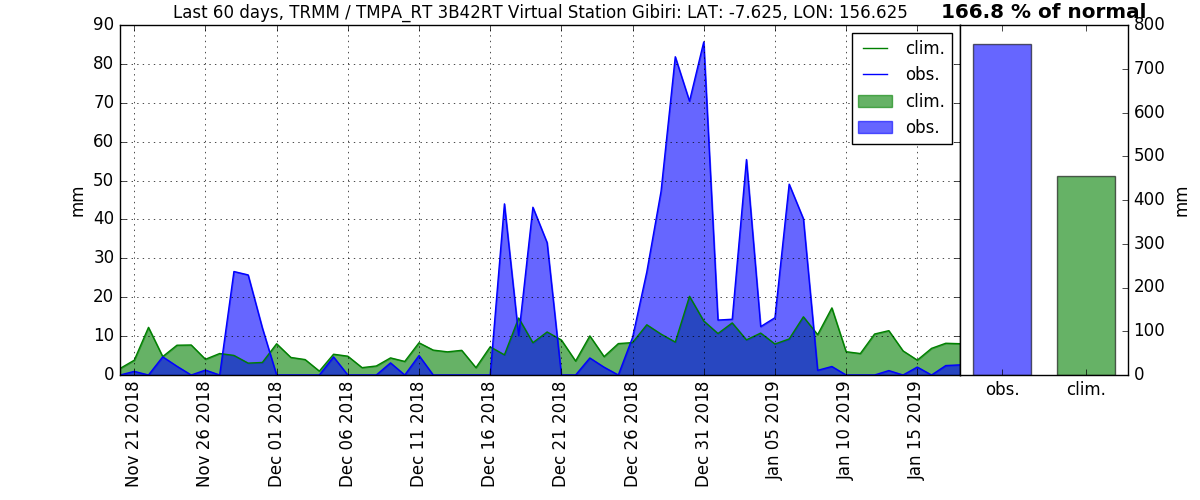 Last 60 days, TRMM / TMPA_RT 3B42RT Virtual Station Gibiri: LAT: -7.625, LON: 156.625
166.8 % of normal
90
80
70
60
50
40
30
20
10
0
mm
clim.
obs.
clim.
obs.
Nov 21 2018
Nov 26 2018
Dec 01 2018
Dec 06 2018
Dec 11 2018
Dec 16 2018
Dec 21 2018
Dec 26 2018
Dec 31 2018
Jan 05 2019
Jan 10 2019
Jan 15 2019
800
700
600
500
400
300
200
100
0
mm
obs.
clim.